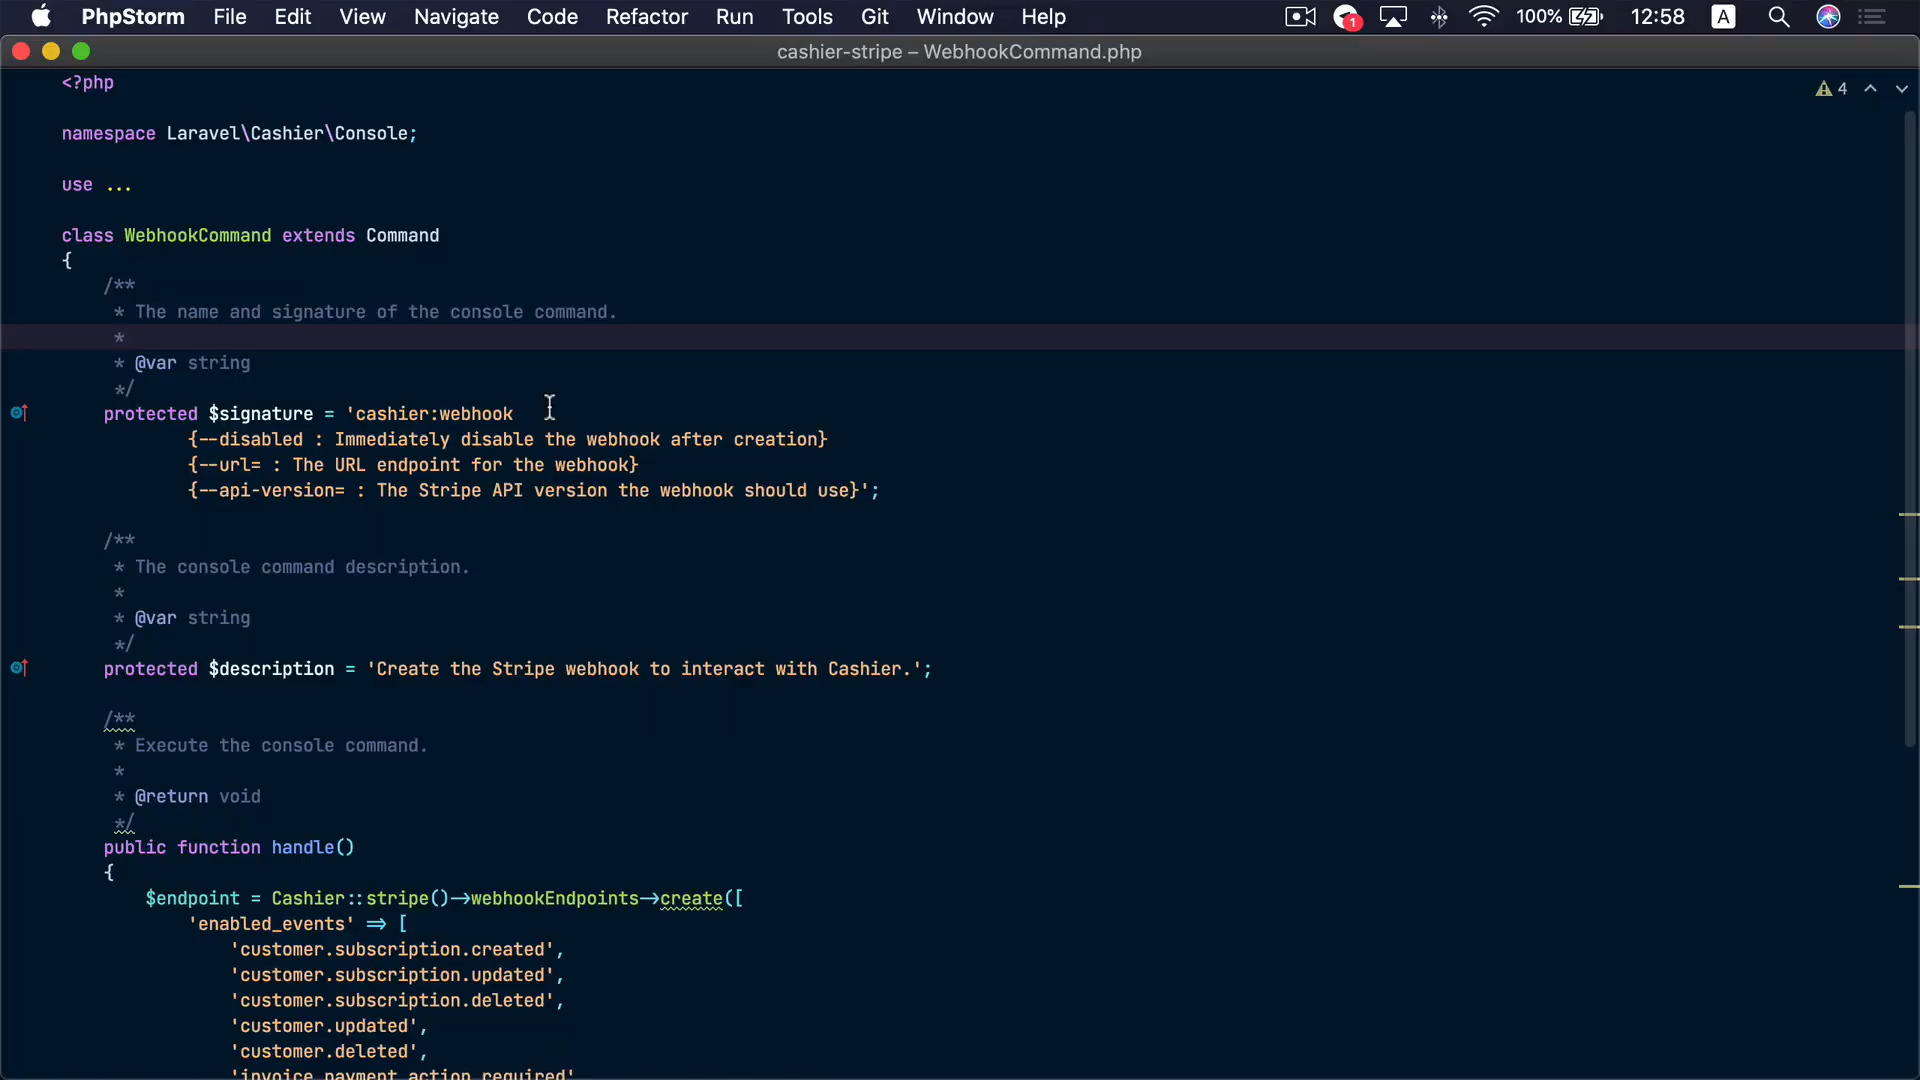 PhpStorm File Edit View Navigate Code Refactor Run Tools Git Window Help 1 100% 12:58 A
cashier-stripe – WebhookCommand.php
<?php
4
namespace Laravel\Cashier\Console;
use ...
class WebhookCommand extends Command
{
/**
* The name and signature of the console command.
*
* @var string
*/
protected $signature = 'cashier:webhook
{--disabled : Immediately disable the webhook after creation}
{--url= : The URL endpoint for the webhook}
{--api-version= : The Stripe API version the webhook should use}';
/**
* The console command description.
*
* @var string
*/
protected $description = 'Create the Stripe webhook to interact with Cashier.';
/**
* Execute the console command.
*
* @return void
*/
public function handle()
{
$endpoint = Cashier::stripe()->webhookEndpoints->create([
'enabled_events' => [
'customer.subscription.created',
'customer.subscription.updated',
'customer.subscription.deleted',
'customer.updated',
'customer.deleted',
'invoice.payment_action_required'